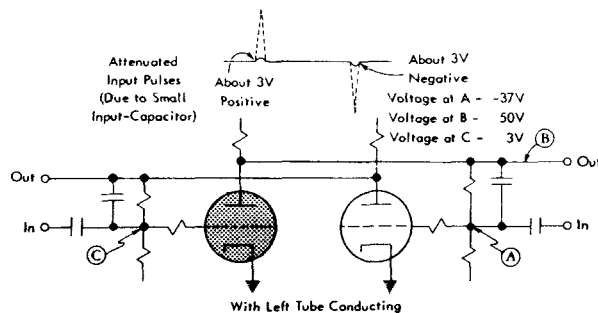 Attenuated
Input Pulses
(Due to Small
Input-Capacitor)
About 3V
Positive
About 3V
Negative
Voltage at A - -37V
Voltage at B - 50V
Voltage at C - 3V
B
Out
Out
In
In
C
A
With Left Tube Conducting